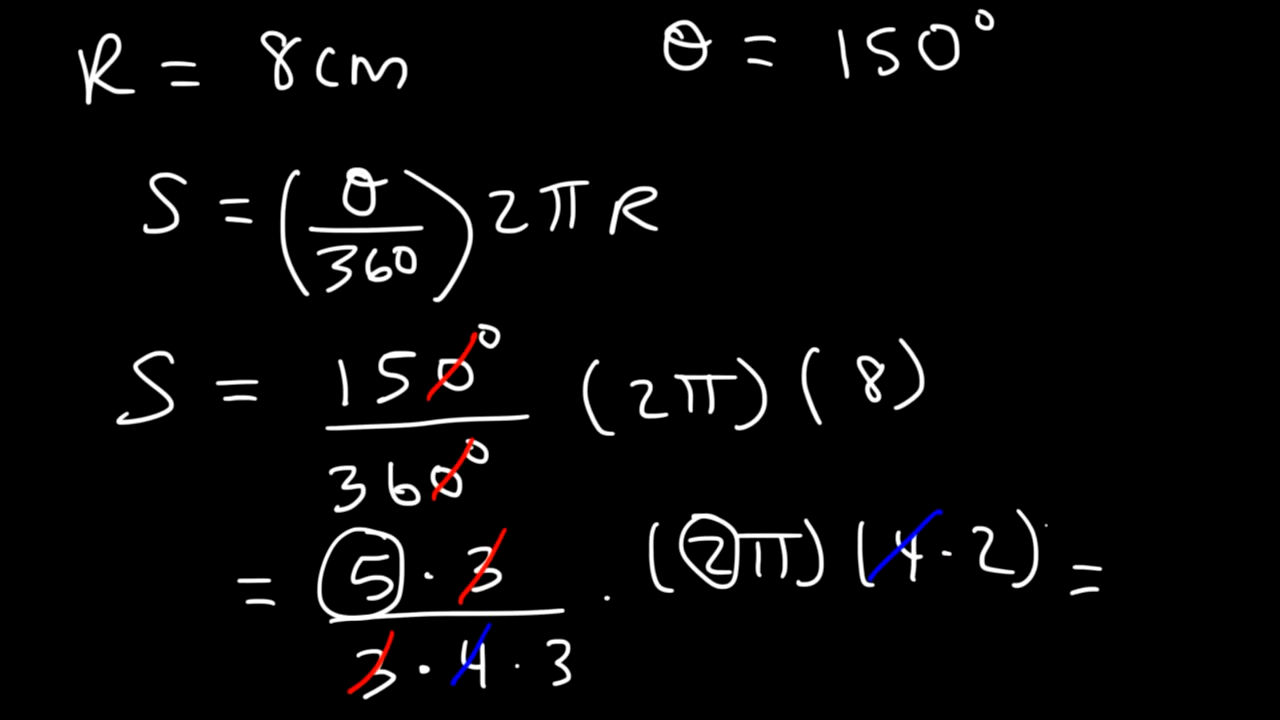 R = 8cm θ = 150°
S = (θ/360) 2πR
S = 150°/360° (2π)(8)
= 5·3/3·4·3 · (2π)(4·2) =